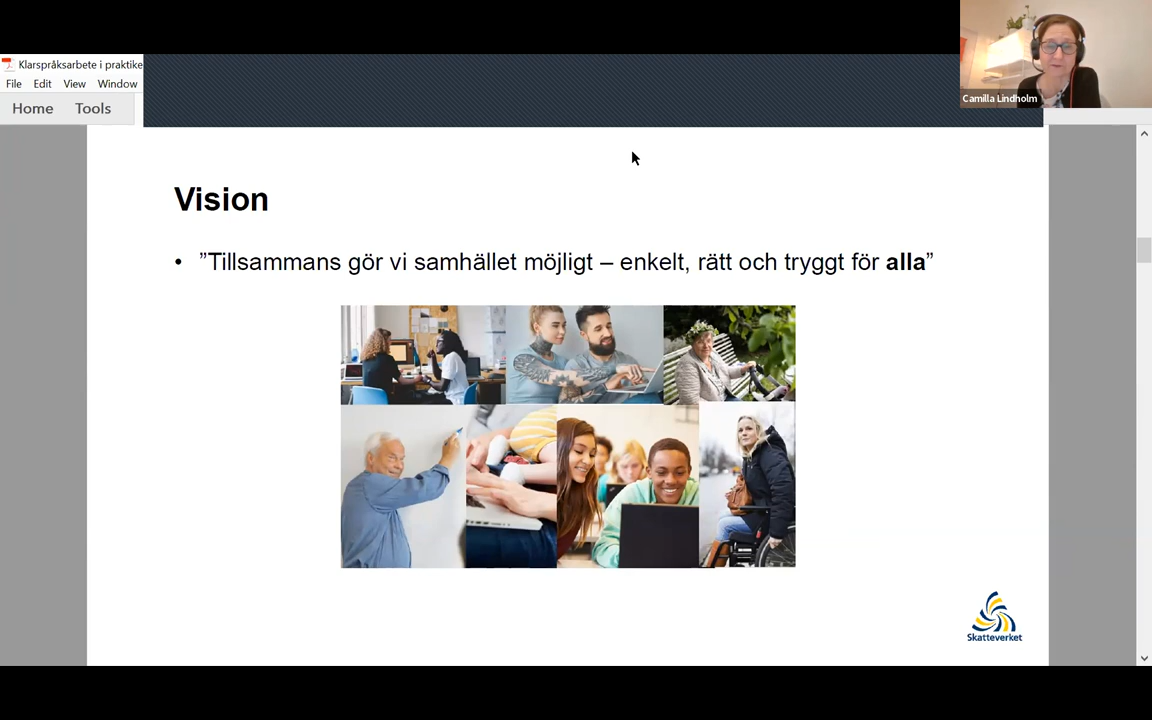 Klarspråksarbete i praktike
File Edit View Window
Home Tools
Camilla Lindholm
Vision
• ”Tillsammans gör vi samhället möjligt – enkelt, rätt och tryggt för alla”
Skatteverket